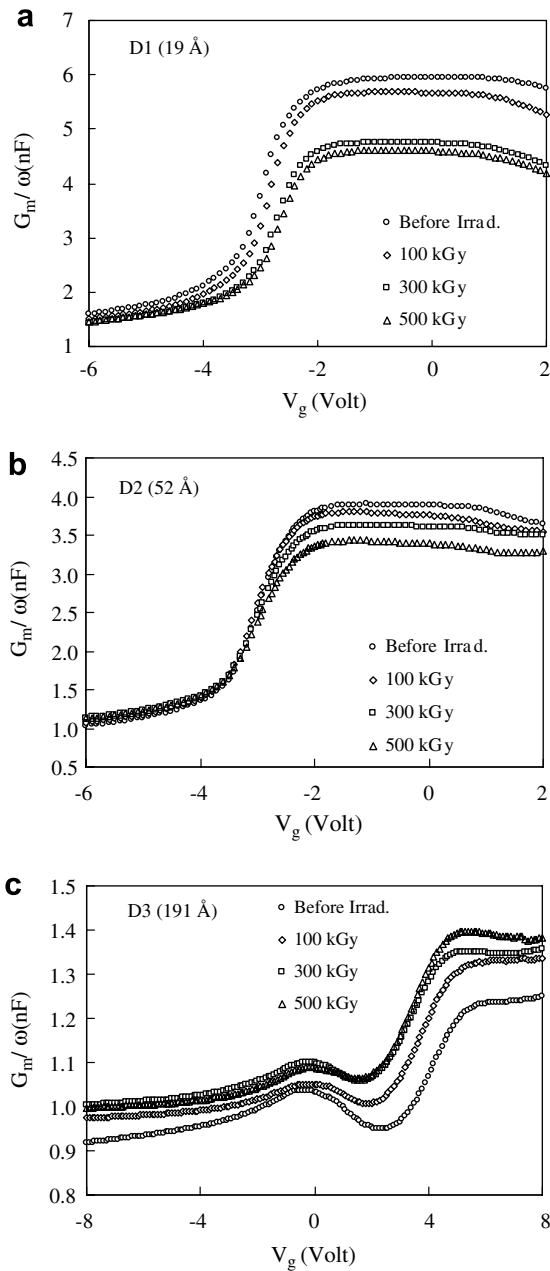 a
7
D1 (19 Å)
6
5
4
3
2
1
G_m/ ω(nF)
Before Irrad.
100 kGy
300 kGy
500 kGy
-6
-4
-2
0
2
V_g (Volt)
b
4.5
D2 (52 Å)
4.0
3.5
3.0
2.5
2.0
1.5
1.0
0.5
G_m/ ω(nF)
Before Irrad.
100 kGy
300 kGy
500 kGy
-6
-4
-2
0
2
V_g (Volt)
c
1.5
D3 (191 Å)
Before Irrad.
100 kGy
300 kGy
500 kGy
1.4
1.3
1.2
1.1
1.0
0.9
0.8
G_m/ ω(nF)
-8
-4
0
4
8
V_g (Volt)